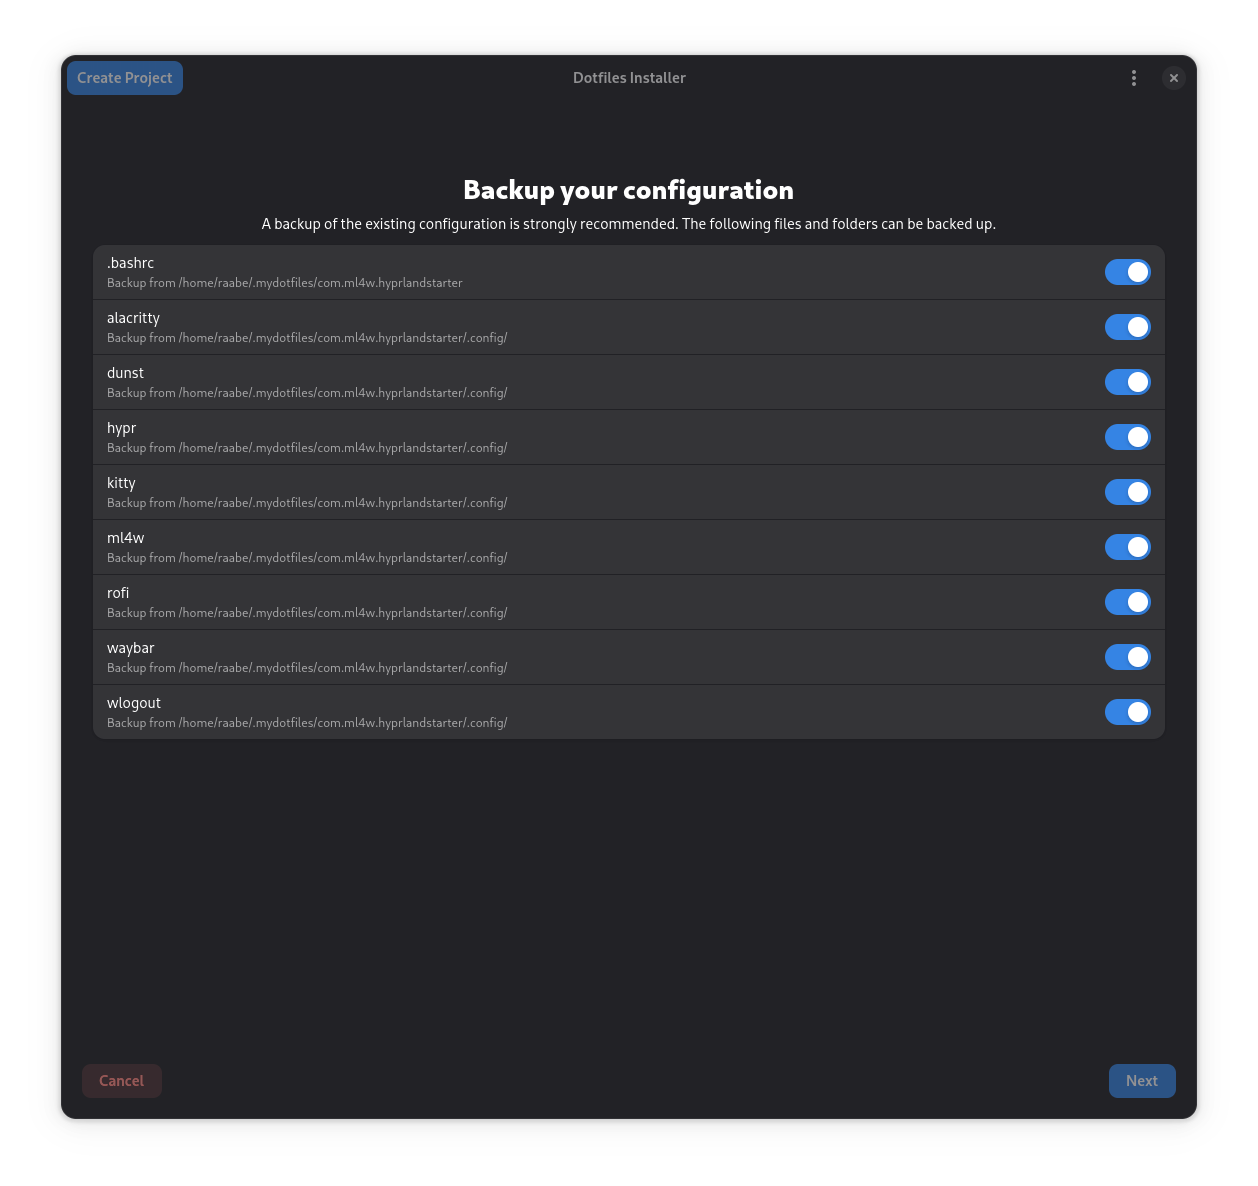 Create Project
Dotfiles Installer
Backup your configuration
A backup of the existing configuration is strongly recommended. The following files and folders can be backed up.
.bashrc
Backup from /home/raabe/.mydotfiles/com.ml4w.hyprlandstarter
alacritty
Backup from /home/raabe/.mydotfiles/com.ml4w.hyprlandstarter/.config/
dunst
Backup from /home/raabe/.mydotfiles/com.ml4w.hyprlandstarter/.config/
hypr
Backup from /home/raabe/.mydotfiles/com.ml4w.hyprlandstarter/.config/
kitty
Backup from /home/raabe/.mydotfiles/com.ml4w.hyprlandstarter/.config/
ml4w
Backup from /home/raabe/.mydotfiles/com.ml4w.hyprlandstarter/.config/
rofi
Backup from /home/raabe/.mydotfiles/com.ml4w.hyprlandstarter/.config/
waybar
Backup from /home/raabe/.mydotfiles/com.ml4w.hyprlandstarter/.config/
wlogout
Backup from /home/raabe/.mydotfiles/com.ml4w.hyprlandstarter/.config/
Cancel
Next